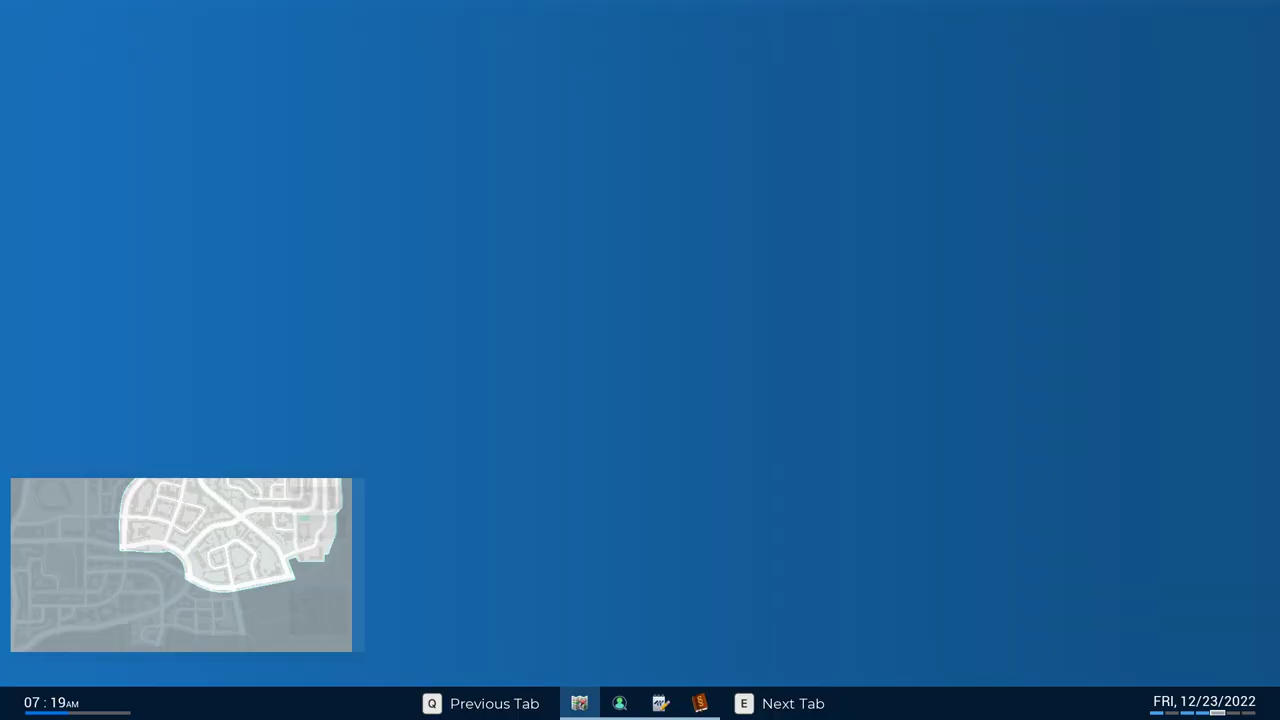 07 : 19AM
Q Previous Tab
E Next Tab
FRI, 12/23/2022